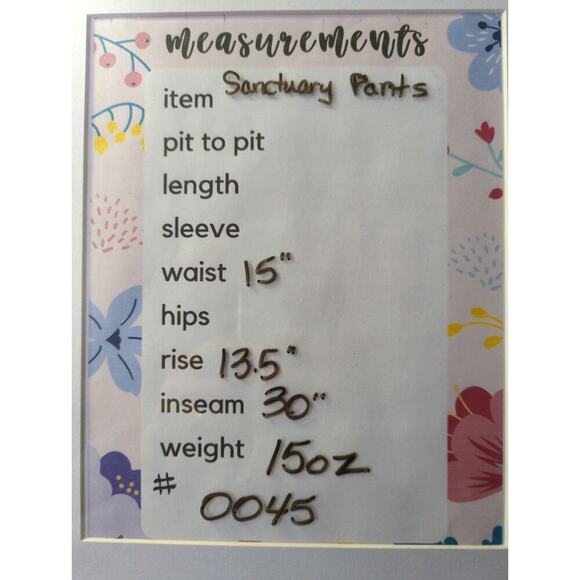 measurements
item Sanctuary Pants
pit to pit
length
sleeve
waist 15"
hips
rise 13.5"
inseam 30"
weight 15oz
# 0045